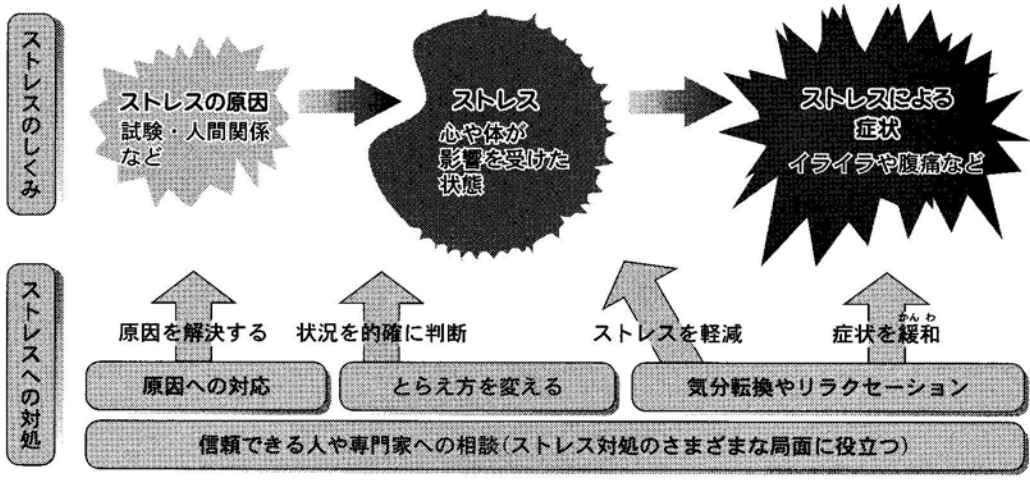 ストレスのしくみ
ストレスの原因
試験・人間関係
など
ストレス
心や体が
影響を受けた
状態
ストレスによる
症状
イライラや腹痛など
ストレスへの対処
原因を解決する
状況を的確に判断
ストレスを軽減
かんわ
症状を緩和
原因への対応
とらえ方を変える
気分転換やリラクセーション
信頼できる人や専門家への相談(ストレス対処のさまざまな局面に役立つ)